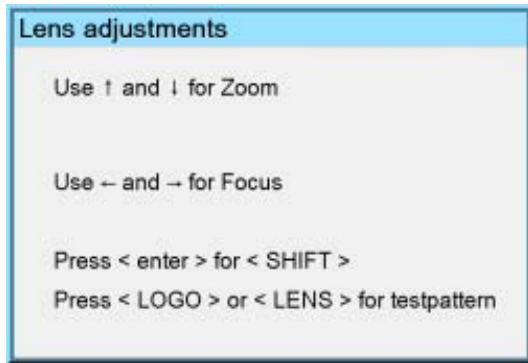 Lens adjustments
Use ↑ and ↓ for Zoom
Use ← and → for Focus
Press < enter > for < SHIFT >
Press < LOGO > or < LENS > for testpattern